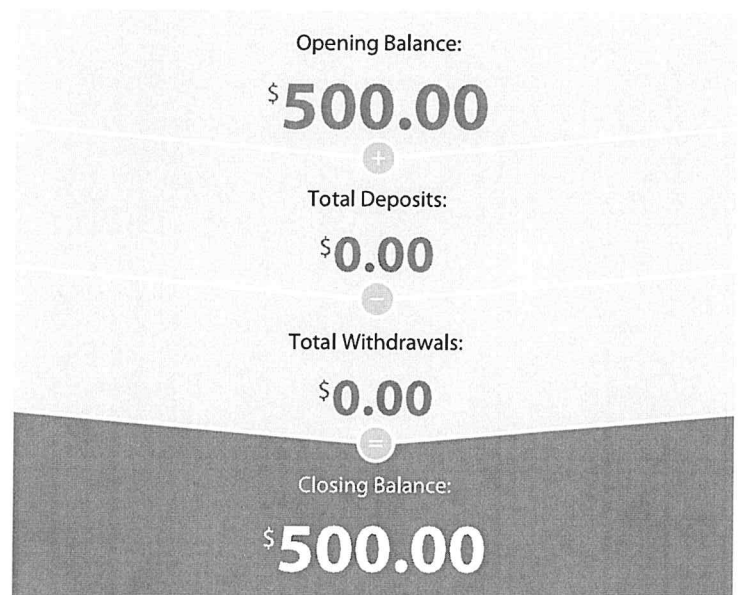 Opening Balance:
$500.00
+
Total Deposits:
$0.00
−
Total Withdrawals:
$0.00
=
Closing Balance:
$500.00